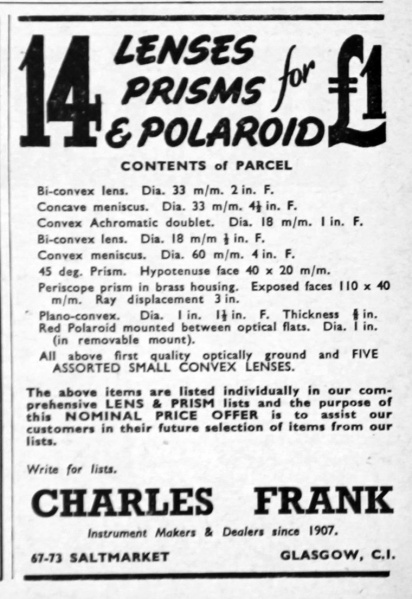 14 LENSES
PRISMS for £1
& POLAROID
CONTENTS of PARCEL
Bi-convex lens. Dia. 33 m/m. 2 in. F.
Concave meniscus. Dia. 33 m/m. 4½ in. F.
Convex Achromatic doublet. Dia. 18 m/m. 1 in. F.
Bi-convex lens. Dia. 18 m/m ½ in. F.
Convex meniscus. Dia. 60 m/m. 4 in. F.
45 deg. Prism. Hypotenuse face 40 x 20 m/m.
Periscope prism in brass housing. Exposed faces 110 x 40
m/m. Ray displacement 3 in.
Plano-convex. Dia. 1 in. 1½ in. F. Thickness in.
Red Polaroid mounted between optical flats. Dia. 1 in.
(in removable mount).
All above first quality optically ground and FIVE
ASSORTED SMALL CONVEX LENSES.
The above items are listed individually in our com-
prehensive LENS & PRISM lists and the purpose of
this NOMINAL PRICE OFFER is to assist our
customers in their future selection of items from our
lists.
Write for lists.
CHARLES FRANK
Instrument Makers & Dealers since 1907.
67-73 SALTMARKET GLASGOW, C.I.